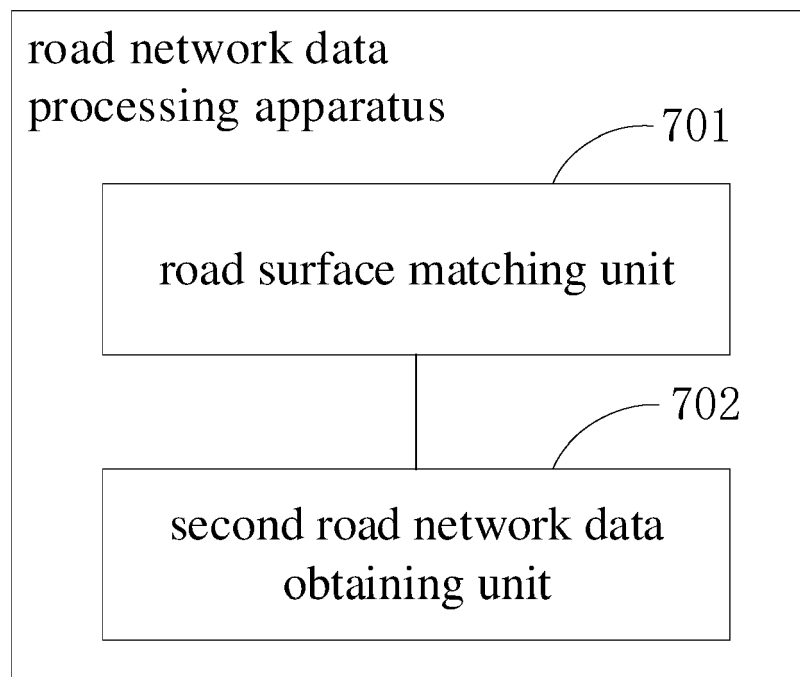 road network data
processing apparatus
701
road surface matching unit
702
second road network data
obtaining unit